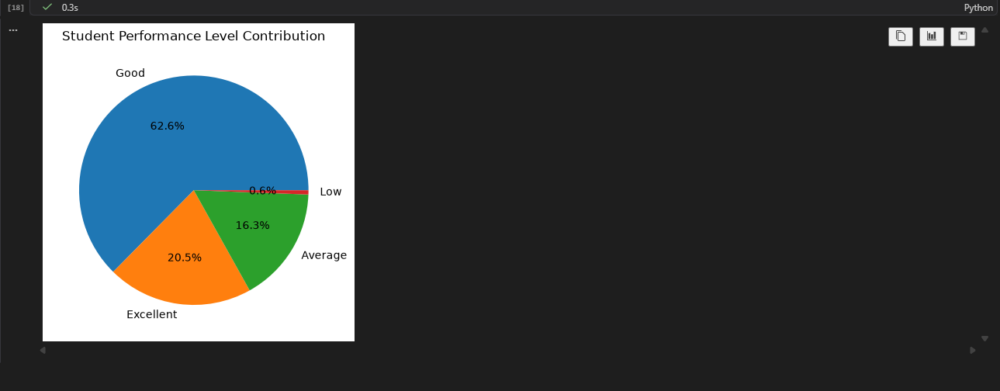 [18]
0.3s
Python
...
Student Performance Level Contribution
Good
62.6%
0.6%
Low
16.3%
Average
20.5%
Excellent